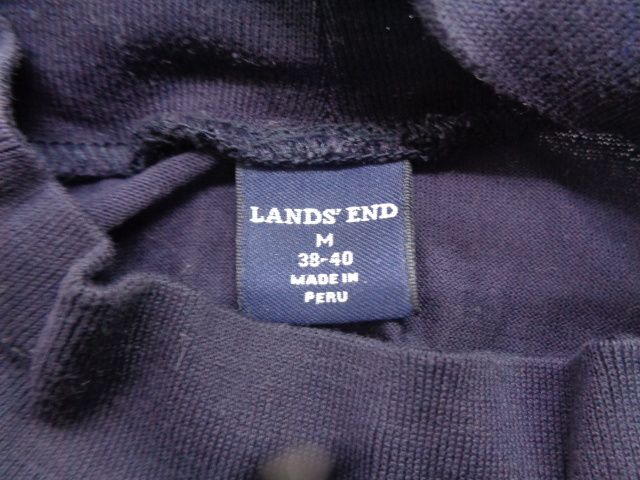 LANDS' END
M
38-40
MADE IN
PERU